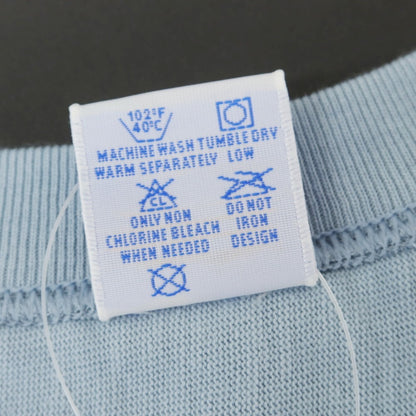 102°F
40°C
MACHINE WASH TUMBLE DRY
WARM SEPARATELY LOW
CL
ONLY NON
CHLORINE BLEACH
WHEN NEEDED
DO NOT
IRON
DESIGN